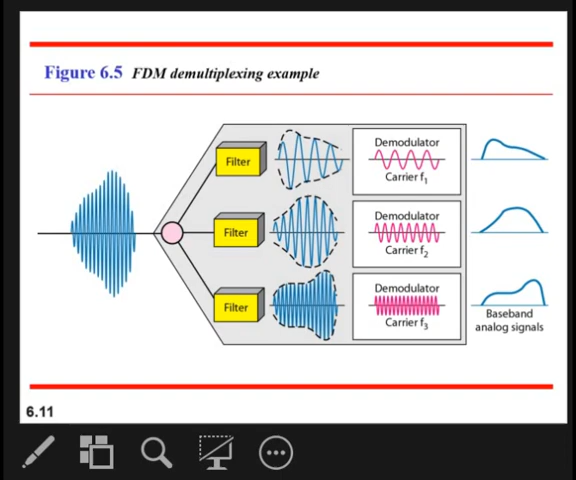 Figure 6.5 FDM demultiplexing example
Filter
Demodulator
Carrier f1
Filter
Demodulator
Carrier f2
Filter
Demodulator
Carrier f3
Baseband
analog signals
6.11